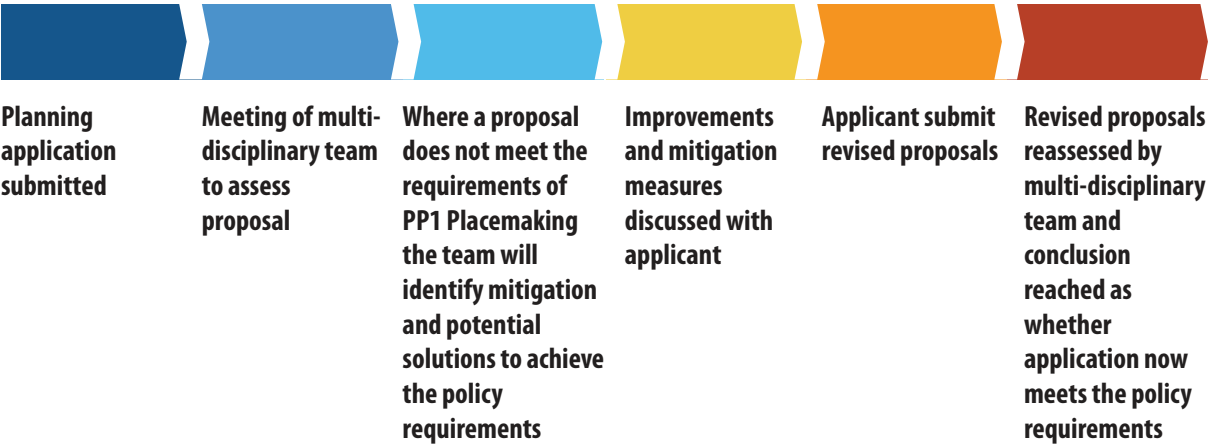 Planning
application
submitted
Meeting of multi-
disciplinary team
to assess
proposal
Where a proposal
does not meet the
requirements of
PP1 Placemaking
the team will
identify mitigation
and potential
solutions to achieve
the policy
requirements
Improvements
and mitigation
measures
discussed with
applicant
Applicant submit
revised proposals
Revised proposals
reassessed by
multi-disciplinary
team and
conclusion
reached as
whether
application now
meets the policy
requirements